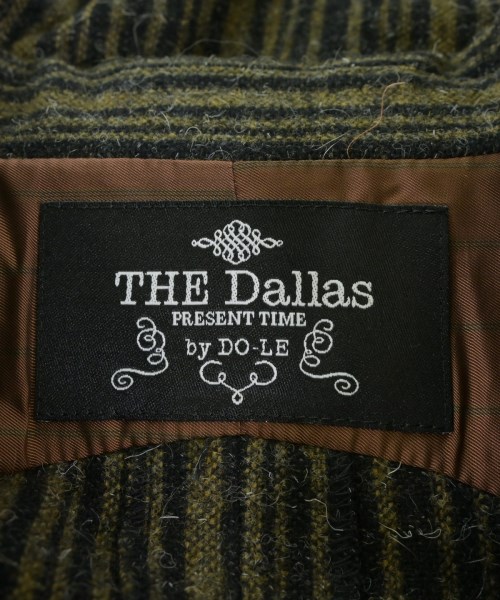 THE Dallas
PRESENT TIME
by DO-LE